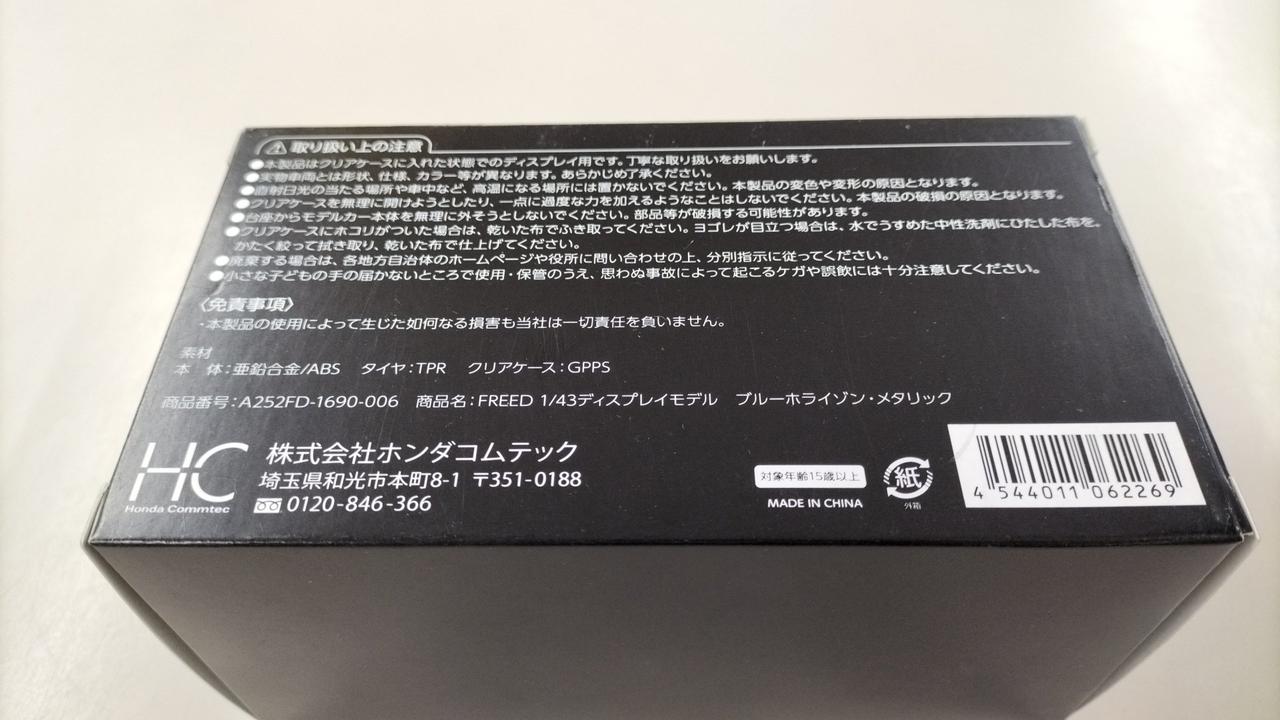 取り扱い上の注意
●本製品はクリアケースに入れた状態でのディスプレイ用です。丁寧な取り扱いをお願いします。
●実物車両とは形状、仕様、カラー等が異なります。あらかじめ了承ください。
●直射日光の当たる場所や車中など、高温になる場所には置かないでください。本製品の変色や変形の原因となります。
●クリアケースを無理に開けようとしたり、一点に過度な力を加えるようなことはしないでください。本製品の破損の原因となります。
●台座からモデルカー本体を無理に外そうとしないでください。部品等が破損する可能性があります。
●クリアケースにホコリがついた場合は、乾いた布でふき取ってください。ヨゴレが目立つ場合は、水でうすめた中性洗剤にひたした布を、
かたく絞って拭き取り、乾いた布で仕上げてください。
●廃棄する場合は、各地方自治体のホームページや役所に問い合わせの上、分別指示に従ってください。
●小さな子どもの手の届かないところで使用・保管のうえ、思わぬ事故によって起こるケガや誤飲には十分注意してください。
〈免責事項〉
・本製品の使用によって生じた如何なる損害も当社は一切責任を負いません。
素材
本 体:亜鉛合金/ABS タイヤ:TPR クリアケース:GPPS
商品番号:A252FD-1690-006 商品名:FREED 1/43ディスプレイモデル ブルーホライゾン・メタリック
HC
Honda Commtec
株式会社ホンダコムテック
埼玉県和光市本町8-1 〒351-0188
0120-846-366
対象年齢15歳以上
MADE IN CHINA
紙
外箱
4 544011 062269